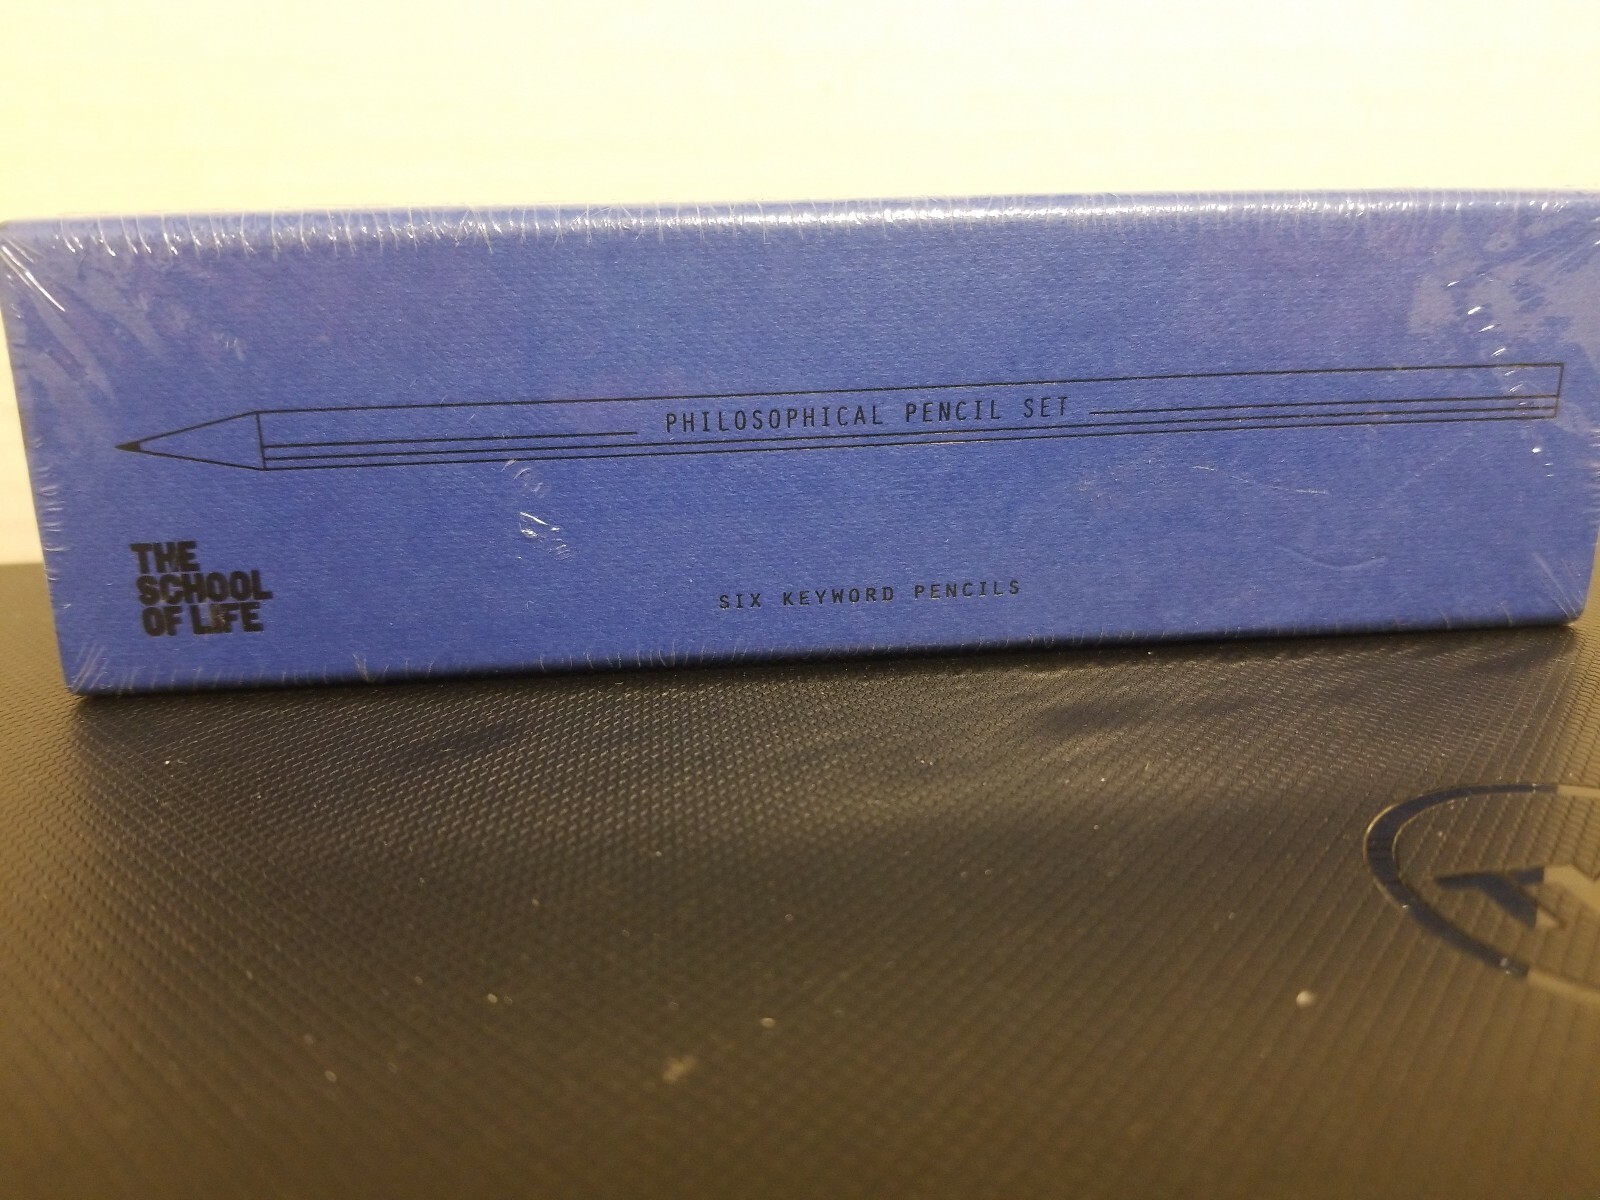 PHILOSOPHICAL PENCIL SET
THE
SCHOOL
OF LIFE
SIX KEYWORD PENCILS